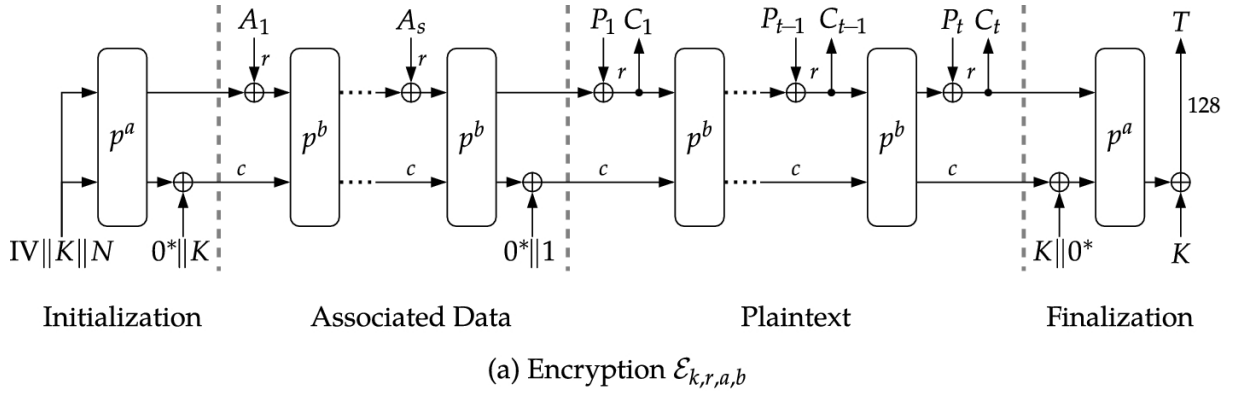 A₁ Aₛ P₁ C₁ Pₜ₋₁ Cₜ₋₁ Pₜ Cₜ T
r r r r r
128
pᵃ pᵇ pᵇ pᵇ pᵇ pᵃ
c c c c c
IV‖K‖N 0*‖K 0*‖1 K‖0* K
Initialization Associated Data Plaintext Finalization
(a) Encryption ℰₖ,ᵣ,ₐ,b